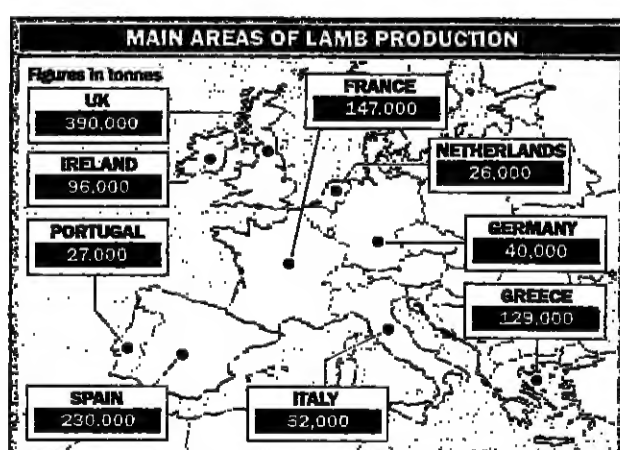 MAIN AREAS OF LAMB PRODUCTION
Figures in tonnes
UK
390,000
FRANCE
147.000
IRELAND
96,000
NETHERLANDS
26,000
PORTUGAL
27.000
GERMANY
40,000
GREECE
129,000
SPAIN
230.000
ITALY
52,000